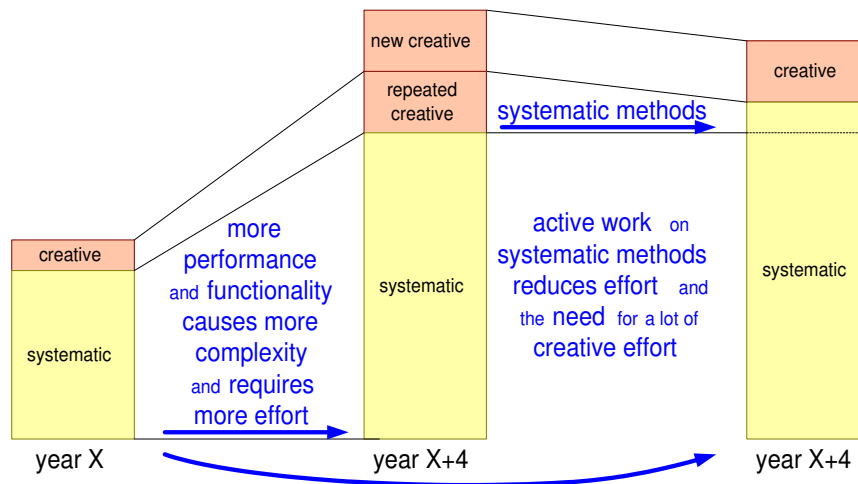 new creative
repeated
creative
systematic methods
creative
creative
more
performance
and functionality
causes more
complexity
and requires
more effort
active work on
systematic methods
reduces effort and
the need for a lot of
creative effort
systematic
systematic
systematic
year X
year X+4
year X+4